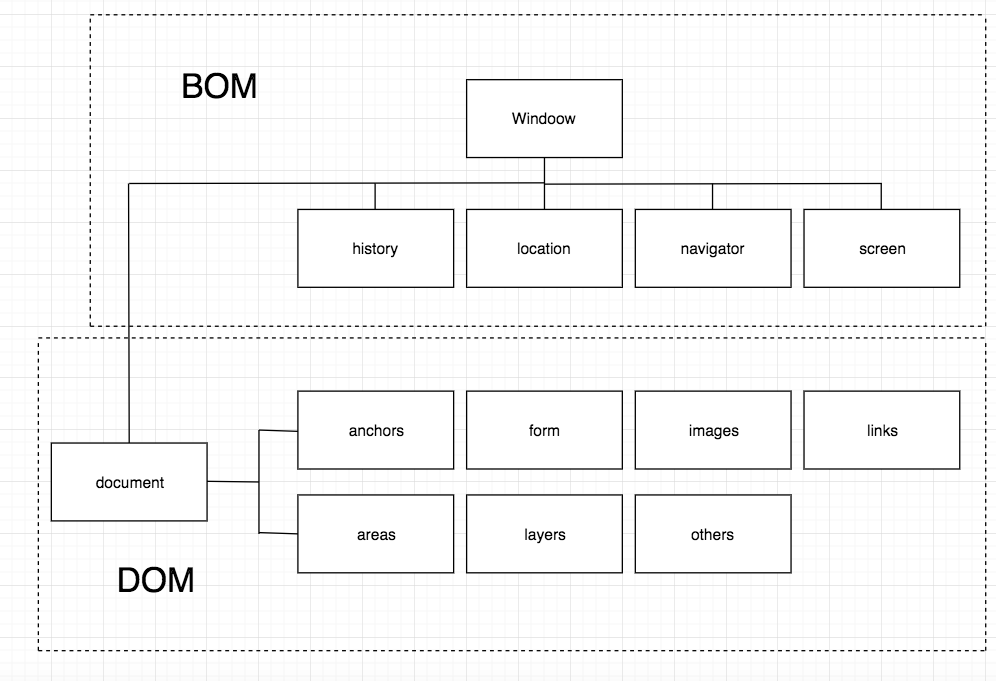 BOM
Windoow
history
location
navigator
screen
anchors
form
images
links
document
areas
layers
others
DOM